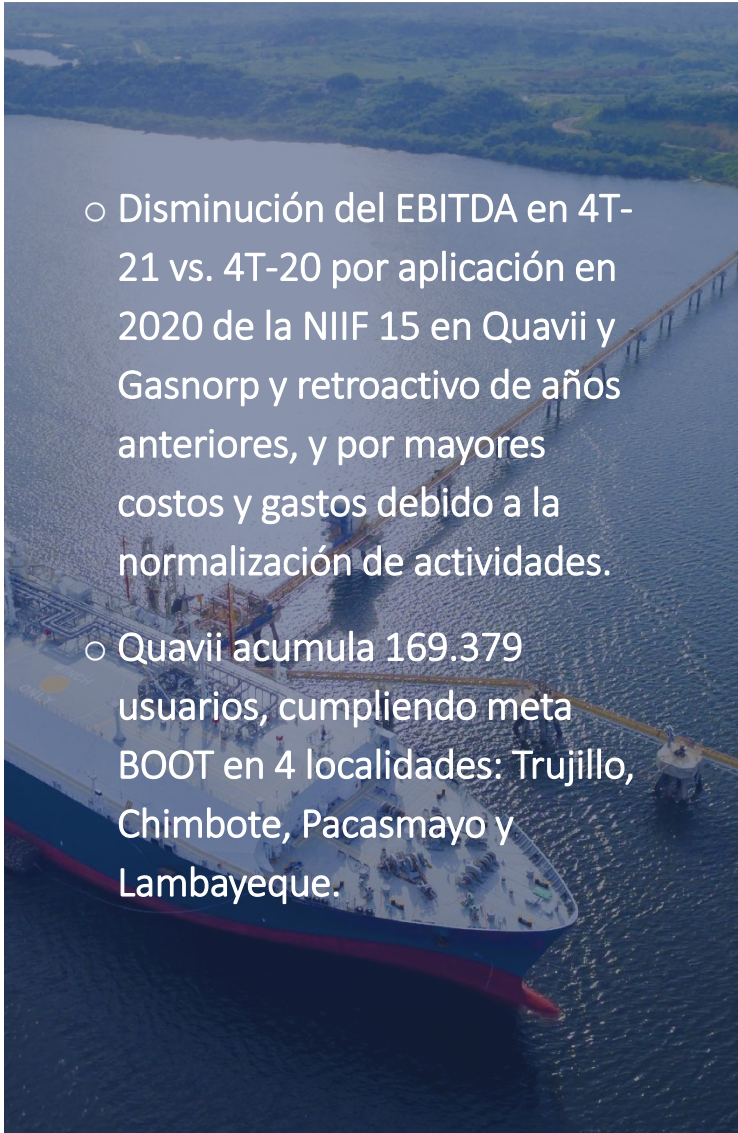 ○ Disminución del EBITDA en 4T-
21 vs. 4T-20 por aplicación en
2020 de la NIIF 15 en Quavii y
Gasnorp y retroactivo de años
anteriores, y por mayores
costos y gastos debido a la
normalización de actividades.
○ Quavii acumula 169.379
usuarios, cumpliendo meta
BOOT en 4 localidades: Trujillo,
Chimbote, Pacasmayo y
Lambayeque.